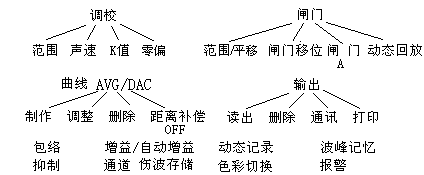 调校
范围 声速 K值 零偏
闸门
范围/平移 闸门移位 闸 门 动态回放
A
曲线 AVG/DAC
制作 调整 删除 距离补偿
OFF
输出
读出 删除 通讯 打印
包络 增益/自动增益 动态记录 波峰记忆
抑制 通道 伤波存储 色彩切换 报警